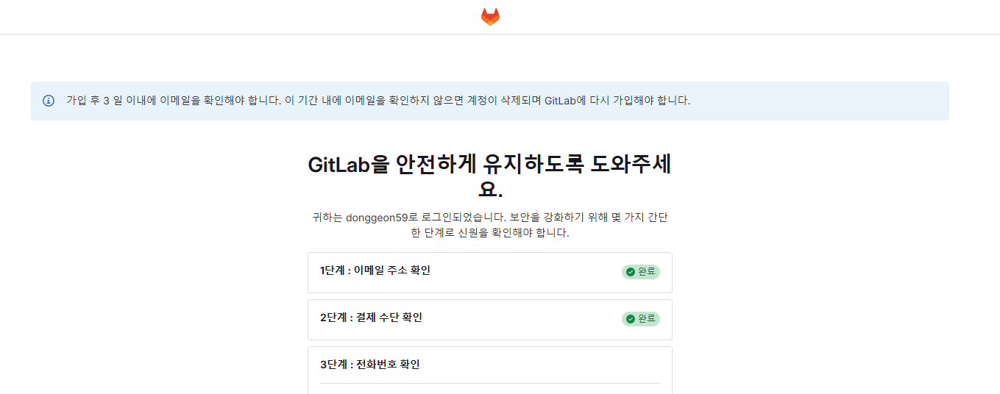 가입 후 3 일 이내에 이메일을 확인해야 합니다. 이 기간 내에 이메일을 확인하지 않으면 계정이 삭제되며 GitLab에 다시 가입해야 합니다.
GitLab을 안전하게 유지하도록 도와주세
요.
귀하는 donggeon59로 로그인되었습니다. 보안을 강화하기 위해 몇 가지 간단
한 단계로 신원을 확인해야 합니다.
1단계 : 이메일 주소 확인
완료
2단계 : 결제 수단 확인
완료
3단계 : 전화번호 확인